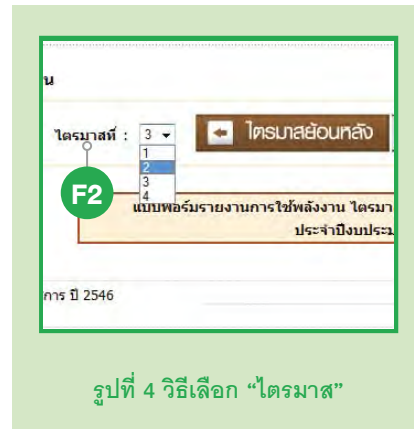 น
ไตรมาสที่ : 3
ไตรมาสย้อนหลัง
1
2
3
4
F2
แบบฟอร์มรายงานการใช้พลังงาน ไตรมา
ประจำปีงบประม
การ ปี 2546
รูปที่ 4 วิธีเลือก “ไตรมาส”